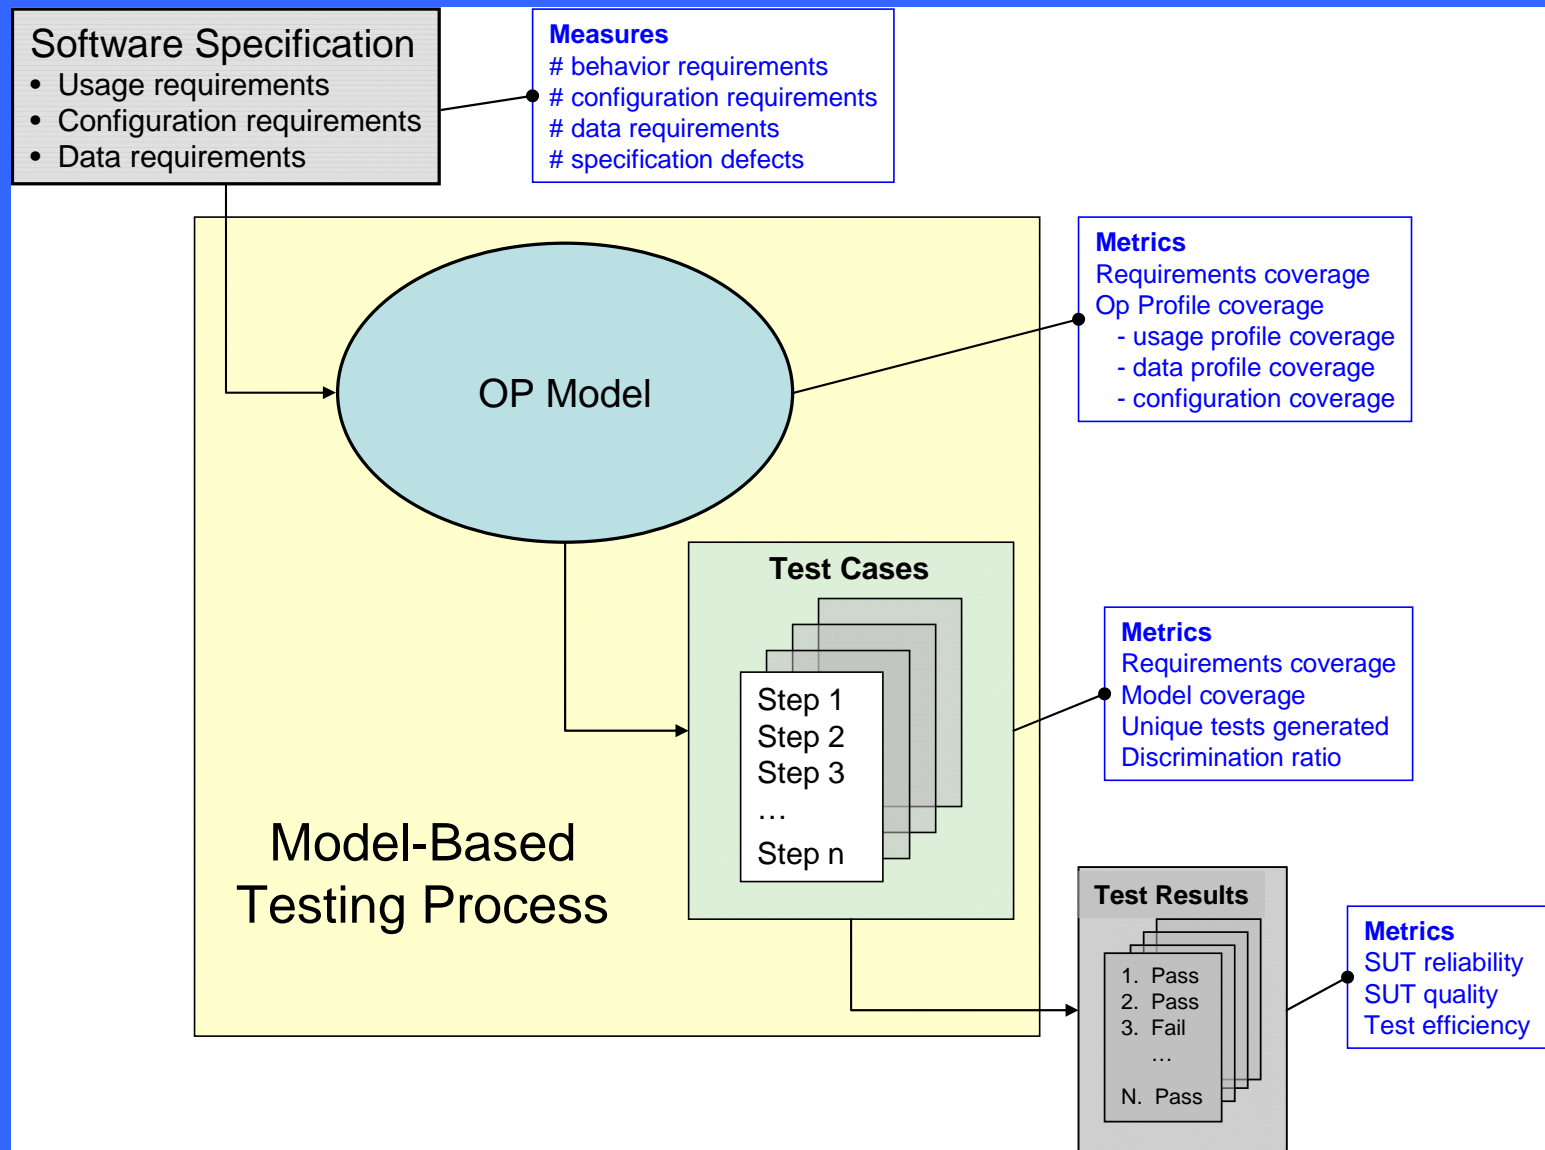 Software Specification
• Usage requirements
• Configuration requirements
• Data requirements
Measures
# behavior requirements
# configuration requirements
# data requirements
# specification defects
OP Model
Metrics
Requirements coverage
Op Profile coverage
- usage profile coverage
- data profile coverage
- configuration coverage
Test Cases
Step 1
Step 2
Step 3
…
Step n
Metrics
Requirements coverage
Model coverage
Unique tests generated
Discrimination ratio
Model-Based
Testing Process
Test Results
1. Pass
2. Pass
3. Fail
…
N. Pass
Metrics
SUT reliability
SUT quality
Test efficiency